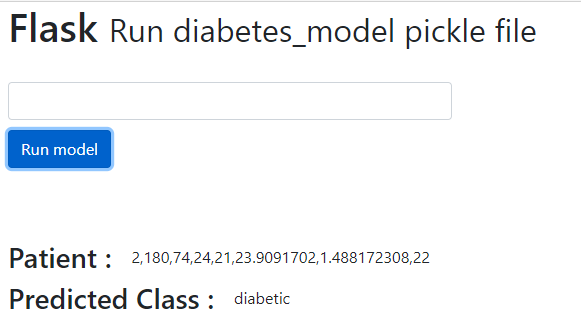 Flask Run diabetes_model pickle file
Run model
Patient : 2,180,74,24,21,23.9091702,1.488172308,22
Predicted Class : diabetic